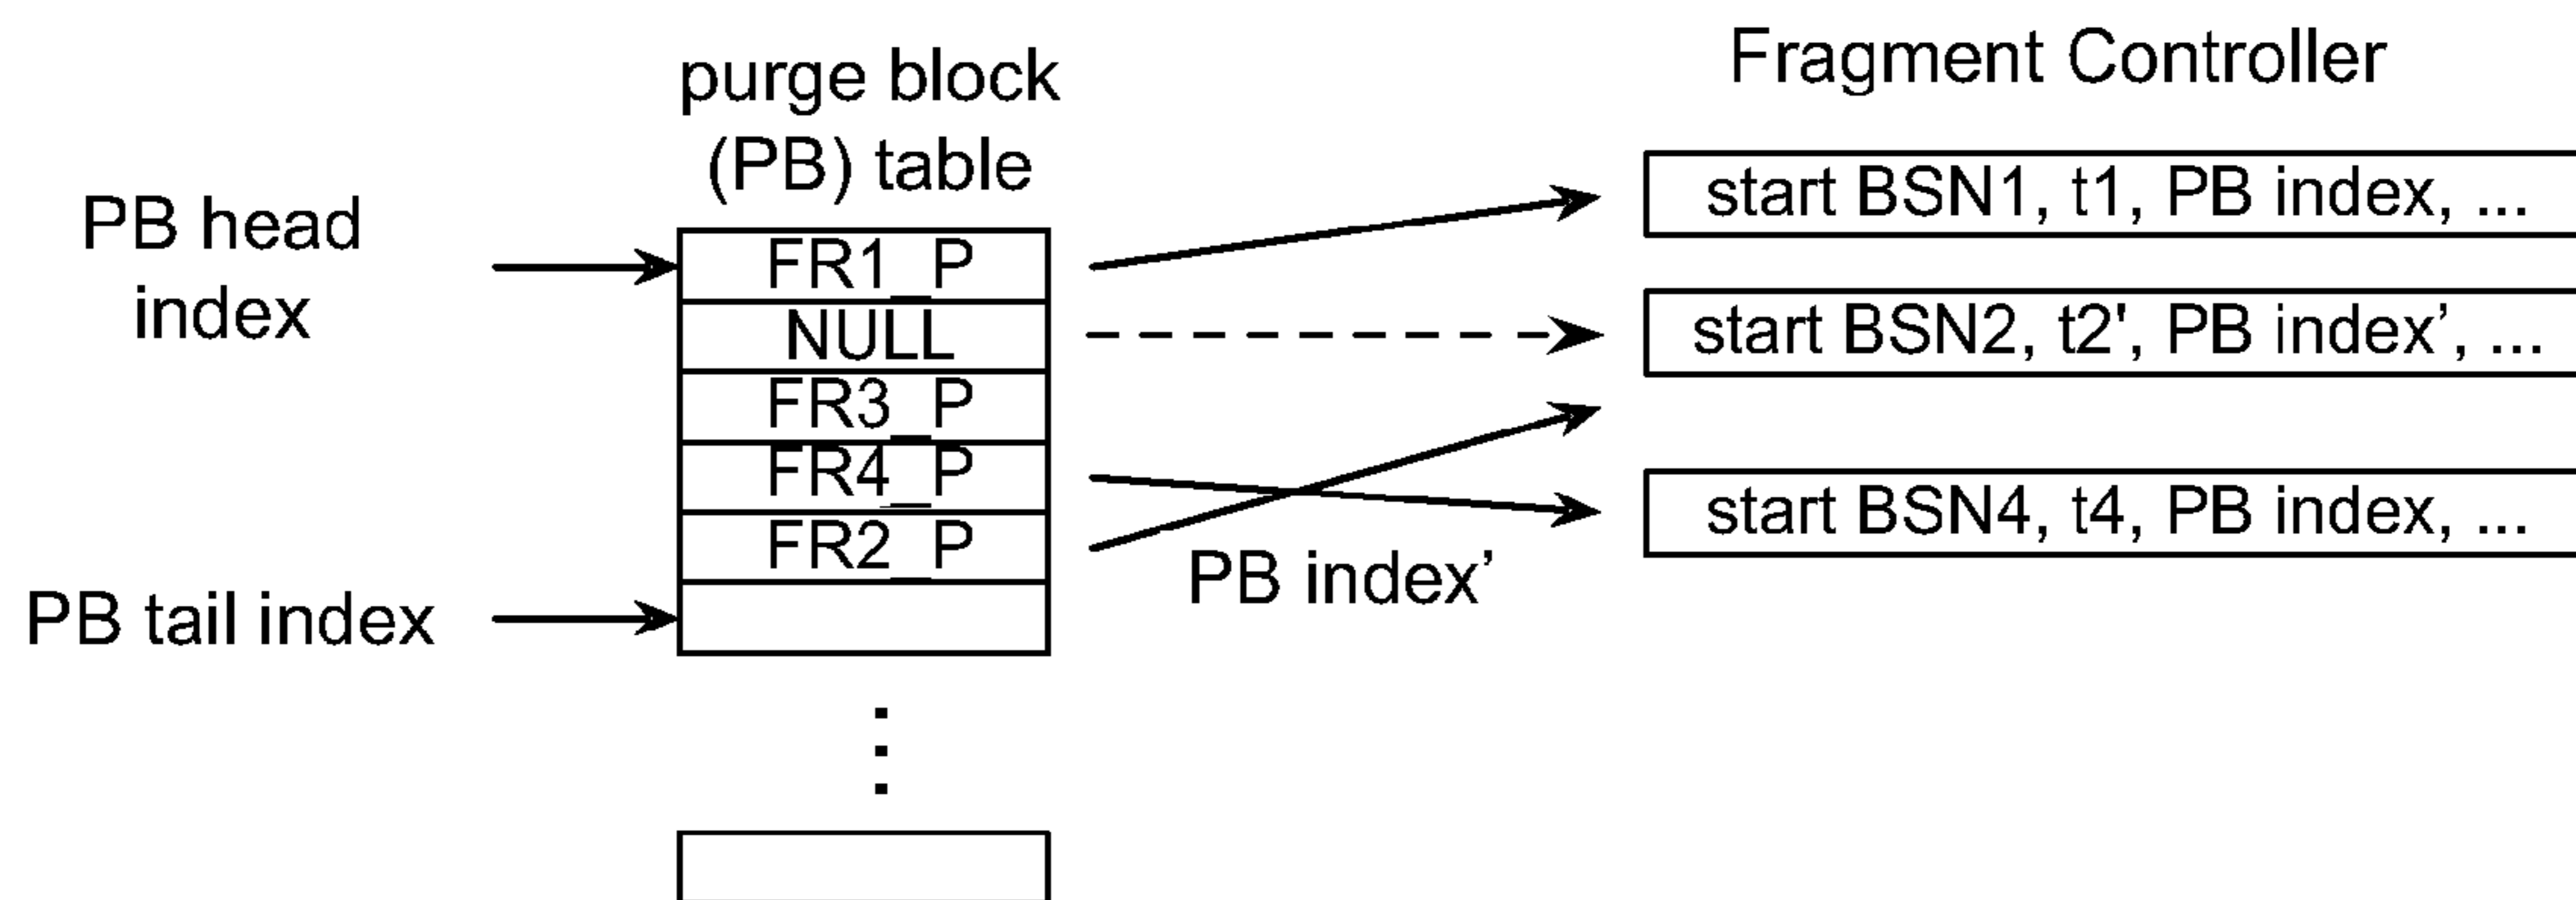 purge block
(PB) table
Fragment Controller
PB head
index
PB tail index
FR1_P
NULL
FR3_P
FR4_P
FR2_P
PB index’
start BSN1, t1, PB index, ...
start BSN2, t2', PB index’, ...
start BSN4, t4, PB index, ...